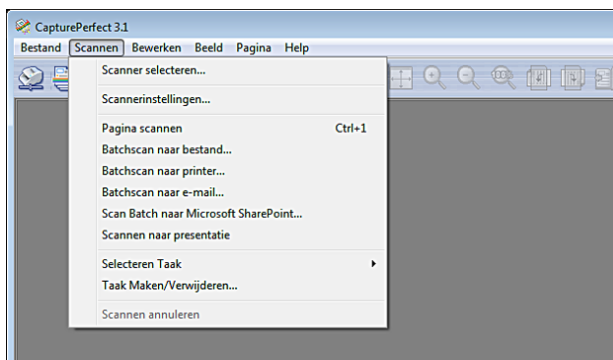 CapturePerfect 3.1
Bestand Scannen Bewerken Beeld Pagina Help
Scanner selecteren...
Scannerinstellingen...
Pagina scannen Ctrl+1
Batchscan naar bestand...
Batchscan naar printer...
Batchscan naar e-mail...
Scan Batch naar Microsoft SharePoint...
Scannen naar presentatie
Selecteren Taak
Taak Maken/Verwijderen...
Scannen annuleren